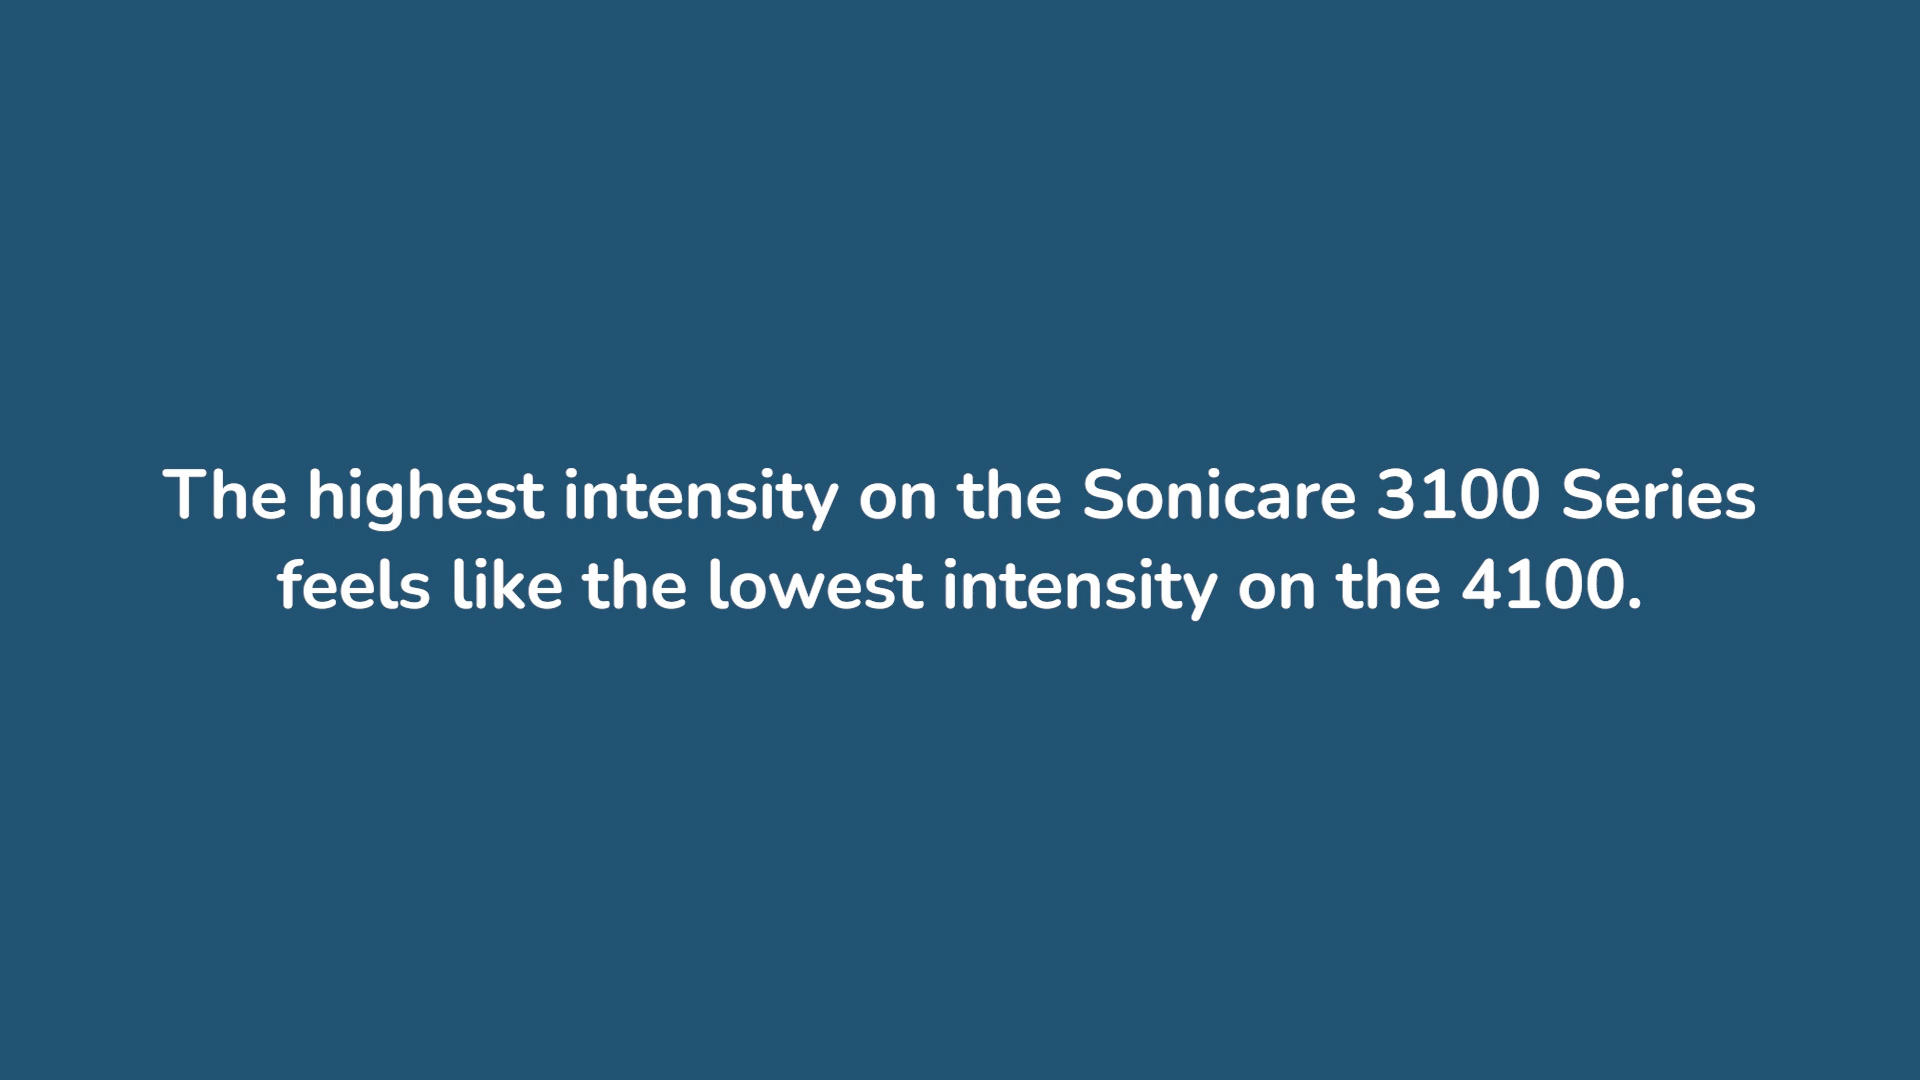 The highest intensity on the Sonicare 3100 Series
feels like the lowest intensity on the 4100.